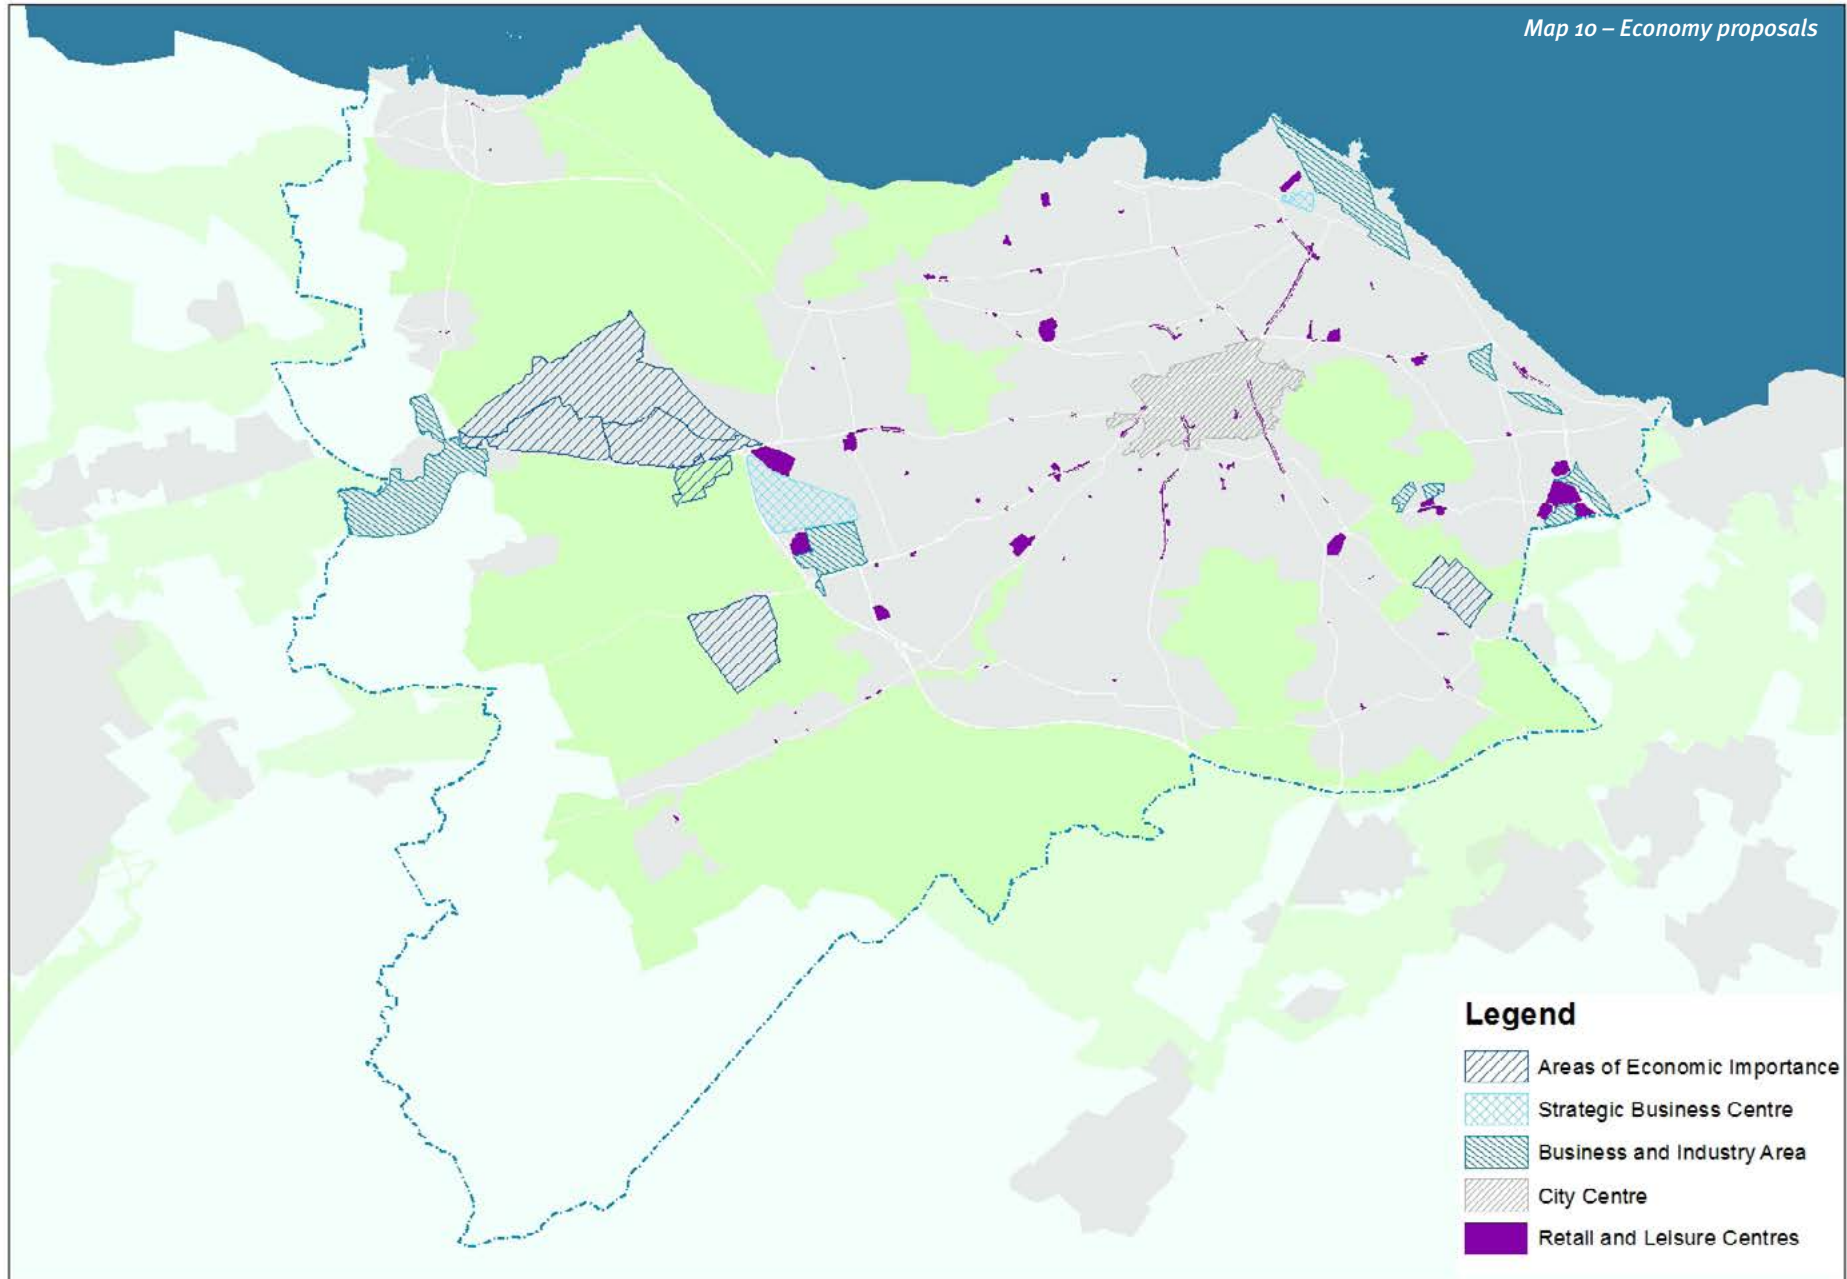 Map 10 – Economy proposals
Legend
Areas of Economic Importance
Strategic Business Centre
Business and Industry Area
City Centre
Retail and Leisure Centres